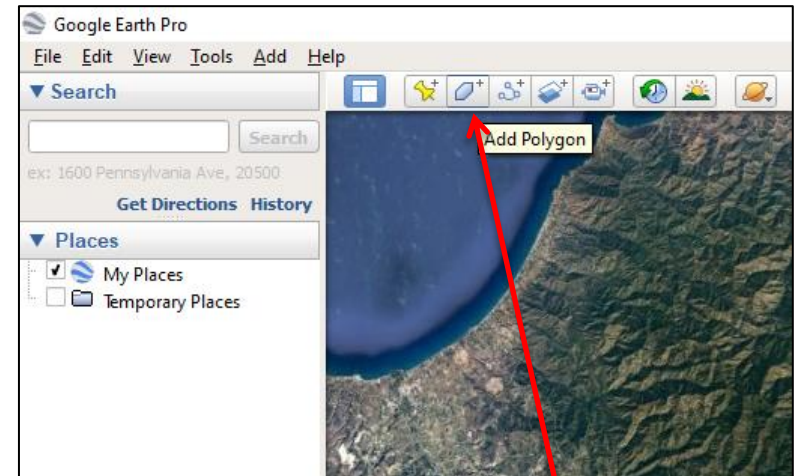 Google Earth Pro
File Edit View Tools Add Help
Search
Search
Add Polygon
ex: 1600 Pennsylvania Ave, 20500
Get Directions History
Places
My Places
Temporary Places